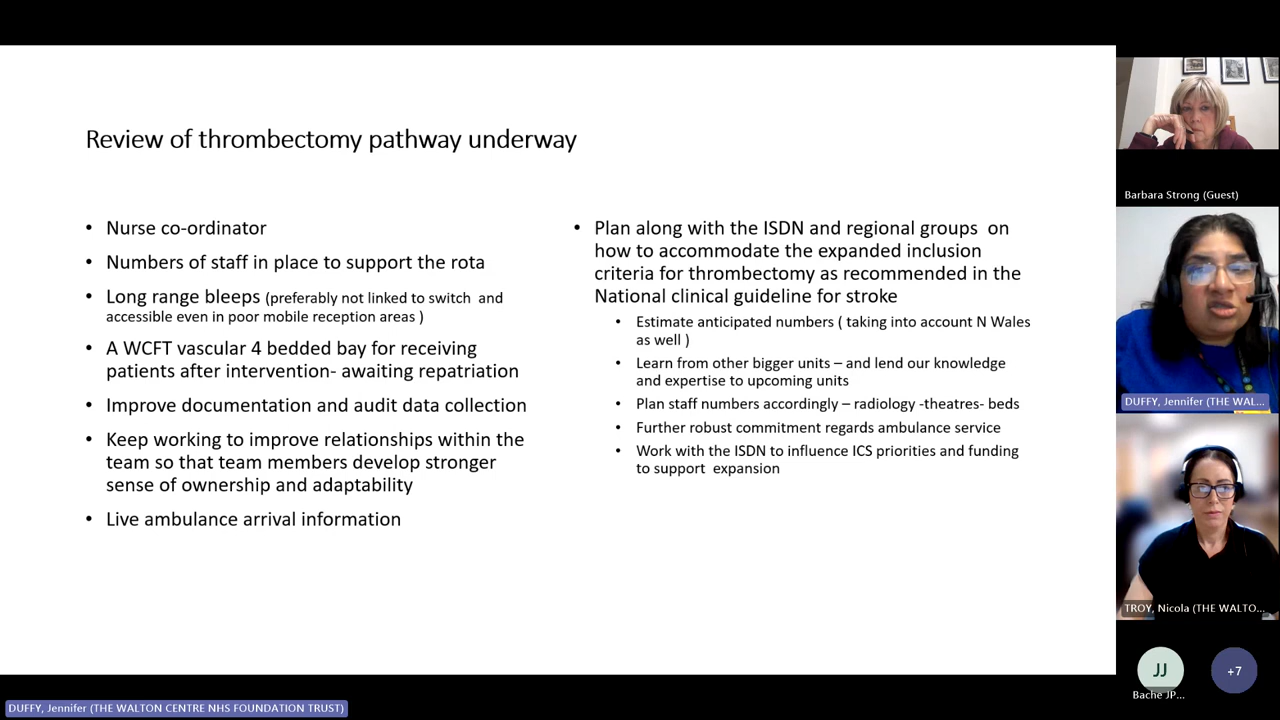 Review of thrombectomy pathway underway
• Nurse co-ordinator
• Numbers of staff in place to support the rota
• Long range bleeps (preferably not linked to switch and
accessible even in poor mobile reception areas )
• A WCFT vascular 4 bedded bay for receiving
patients after intervention- awaiting repatriation
• Improve documentation and audit data collection
• Keep working to improve relationships within the
team so that team members develop stronger
sense of ownership and adaptability
• Live ambulance arrival information
• Plan along with the ISDN and regional groups on
how to accommodate the expanded inclusion
criteria for thrombectomy as recommended in the
National clinical guideline for stroke
• Estimate anticipated numbers ( taking into account N Wales
as well )
• Learn from other bigger units – and lend our knowledge
and expertise to upcoming units
• Plan staff numbers accordingly – radiology -theatres- beds
• Further robust commitment regards ambulance service
• Work with the ISDN to influence ICS priorities and funding
to support expansion
Barbara Strong (Guest)
DUFFY, Jennifer (THE WAL...
TROY, Nicola (THE WALTO...
JJ
+7
Bache JP...
DUFFY, Jennifer (THE WALTON CENTRE NHS FOUNDATION TRUST)